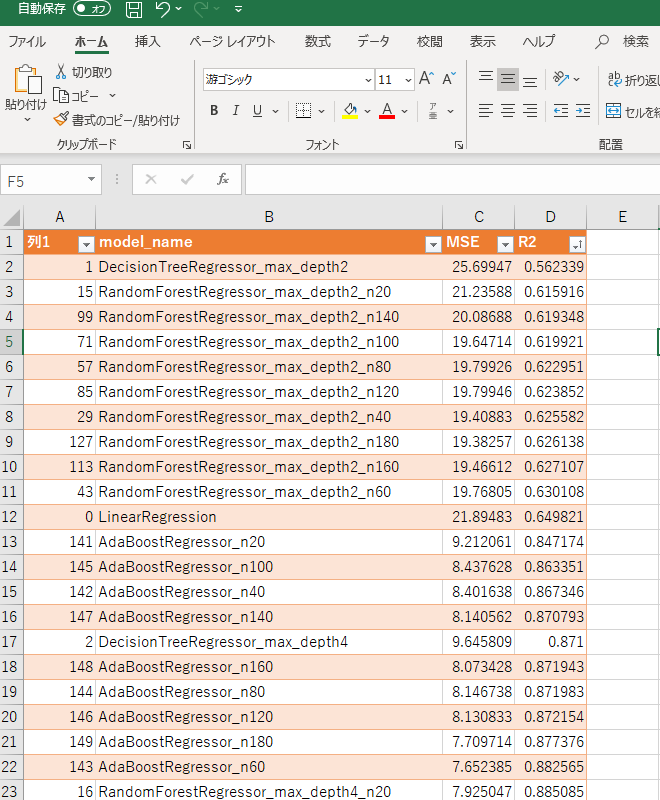 自動保存 オフ
ファイル ホーム 挿入 ページ レイアウト 数式 データ 校閲 表示 ヘルプ 検索
貼り付け
切り取り
コピー
書式のコピー/貼り付け
クリップボード
游ゴシック 11 A A
B I U A
フォント
ab 折り返し
セルを結
配置
F5 fx
A B C D E
1 列1 model_name MSE R2
2 1 DecisionTreeRegressor_max_depth2 25.69947 0.562339
3 15 RandomForestRegressor_max_depth2_n20 21.23588 0.615916
4 99 RandomForestRegressor_max_depth2_n140 20.08688 0.619348
5 71 RandomForestRegressor_max_depth2_n100 19.64714 0.619921
6 57 RandomForestRegressor_max_depth2_n80 19.79926 0.622951
7 85 RandomForestRegressor_max_depth2_n120 19.79946 0.623852
8 29 RandomForestRegressor_max_depth2_n40 19.40883 0.625582
9 127 RandomForestRegressor_max_depth2_n180 19.38257 0.626138
10 113 RandomForestRegressor_max_depth2_n160 19.46612 0.627107
11 43 RandomForestRegressor_max_depth2_n60 19.76805 0.630108
12 0 LinearRegression 21.89483 0.649821
13 141 AdaBoostRegressor_n20 9.212061 0.847174
14 145 AdaBoostRegressor_n100 8.437628 0.863351
15 142 AdaBoostRegressor_n40 8.401638 0.867346
16 147 AdaBoostRegressor_n140 8.140562 0.870793
17 2 DecisionTreeRegressor_max_depth4 9.645809 0.871
18 148 AdaBoostRegressor_n160 8.073428 0.871943
19 144 AdaBoostRegressor_n80 8.146738 0.871983
20 146 AdaBoostRegressor_n120 8.130833 0.872154
21 149 AdaBoostRegressor_n180 7.709714 0.877376
22 143 AdaBoostRegressor_n60 7.652385 0.882565
23 16 RandomForestRegressor_max_depth4_n20 7.925047 0.885085